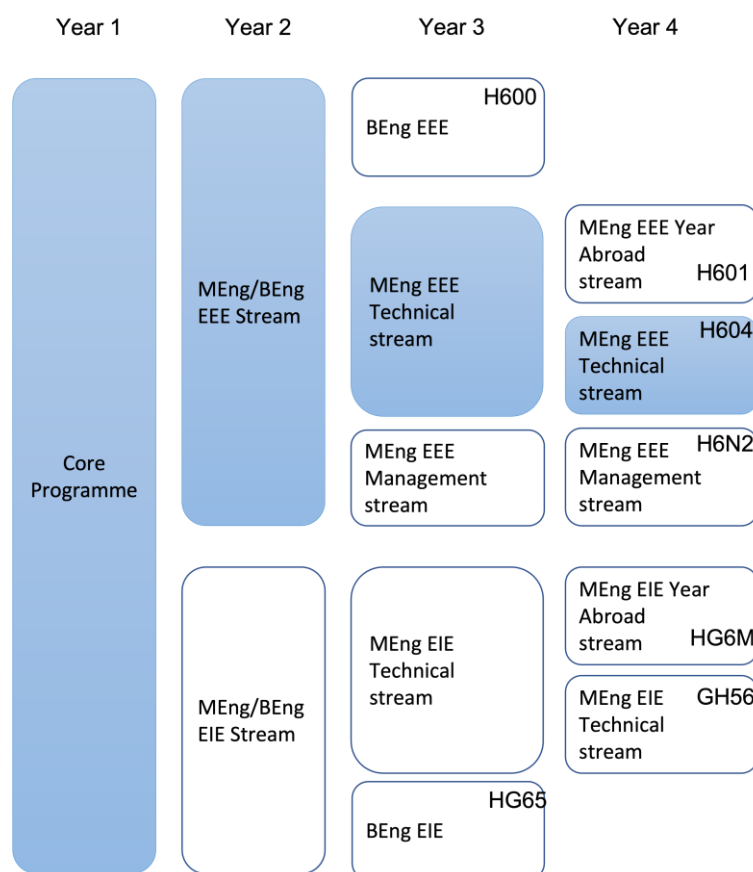 Year 1
Year 2
Year 3
Year 4
Core
Programme
MEng/BEng
EEE Stream
MEng/BEng
EIE Stream
H600
BEng EEE
MEng EEE
Technical
stream
MEng EEE
Management
stream
MEng EIE
Technical
stream
HG65
BEng EIE
MEng EEE Year
Abroad
stream
H601
H604
MEng EEE
Technical
stream
H6N2
MEng EEE
Management
stream
MEng EIE Year
Abroad
stream
HG6M
GH56
MEng EIE
Technical
stream